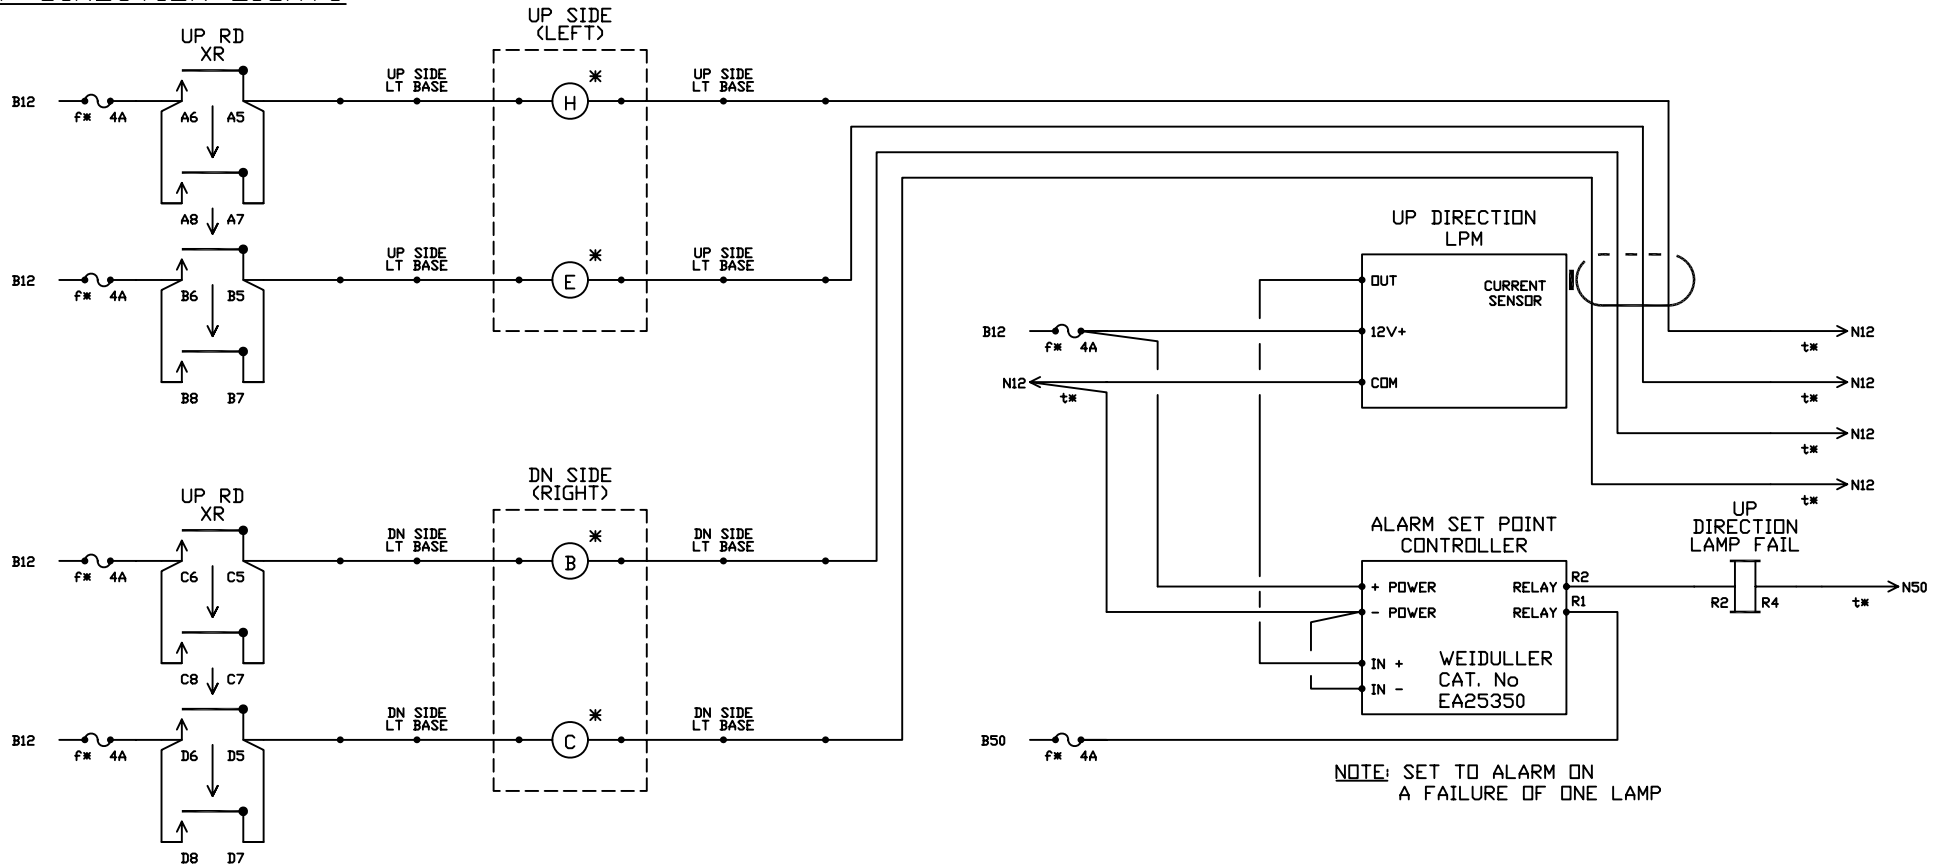 UP SIDE
(LEFT)
UP RD
XR
B12
f* 4A
A6 A5
A8 A7
UP SIDE
LT BASE
H
*
UP SIDE
LT BASE
B12
f* 4A
B6 B5
B8 B7
UP SIDE
LT BASE
E
*
UP SIDE
LT BASE
DN SIDE
(RIGHT)
UP RD
XR
B12
f* 4A
C6 C5
C8 C7
DN SIDE
LT BASE
B
*
DN SIDE
LT BASE
B12
f* 4A
D6 D5
D8 D7
DN SIDE
LT BASE
C
*
DN SIDE
LT BASE
UP DIRECTION
LPM
OUT
12V+
COM
CURRENT
SENSOR
B12
f* 4A
N12
t*
N12
t*
N12
t*
N12
t*
N12
t*
ALARM SET POINT
CONTROLLER
+ POWER
- POWER
IN +
IN -
RELAY R2
RELAY R1
WEIDULLER
CAT. No
EA25350
UP
DIRECTION
LAMP FAIL
R2 R4
N50
t*
B50
f* 4A
NOTE: SET TO ALARM ON
A FAILURE OF ONE LAMP